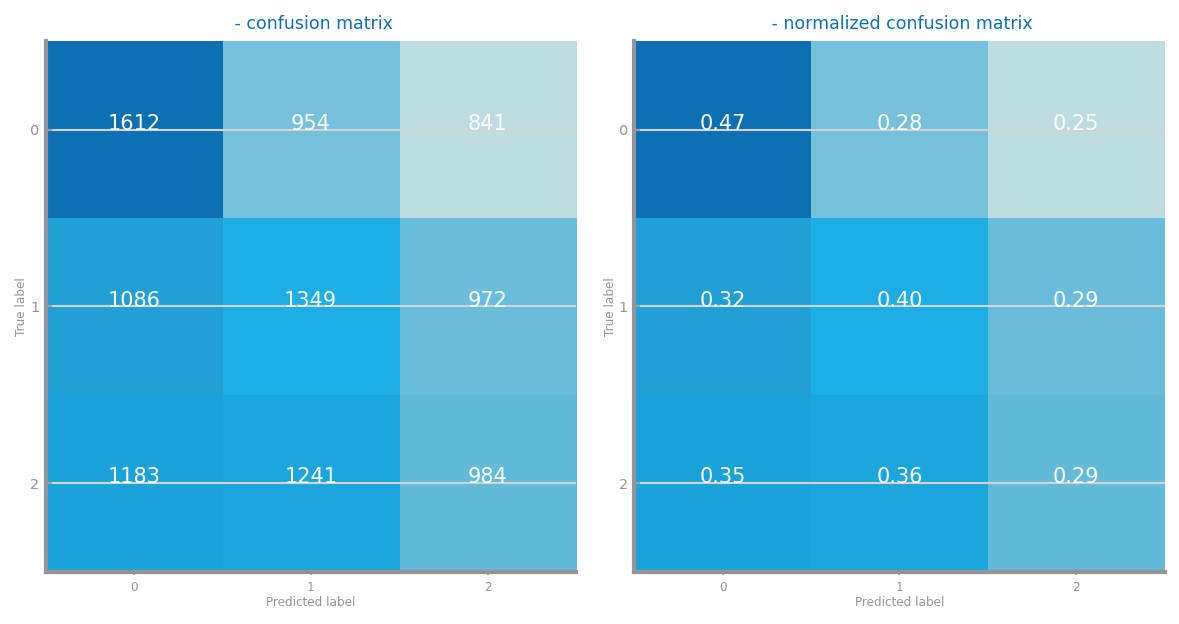 - confusion matrix
0 1612 954 841
1 1086 1349 972
2 1183 1241 984
0 1 2
True label
Predicted label
- normalized confusion matrix
0 0.47 0.28 0.25
1 0.32 0.40 0.29
2 0.35 0.36 0.29
0 1 2
True label
Predicted label